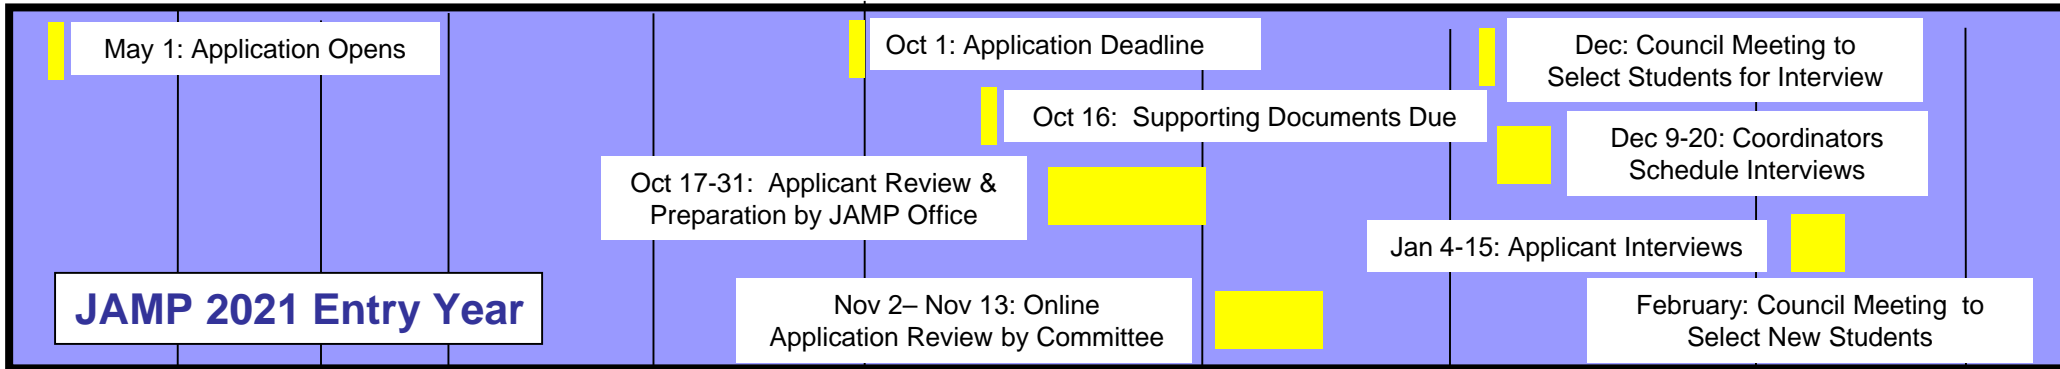 May 1: Application Opens
Oct 1: Application Deadline
Dec: Council Meeting to
Select Students for Interview
Oct 16:  Supporting Documents Due
Dec 9-20: Coordinators
Schedule Interviews
Oct 17-31:  Applicant Review &
Preparation by JAMP Office
Jan 4-15: Applicant Interviews
JAMP 2021 Entry Year
Nov 2– Nov 13: Online
Application Review by Committee
February: Council Meeting  to
Select New Students